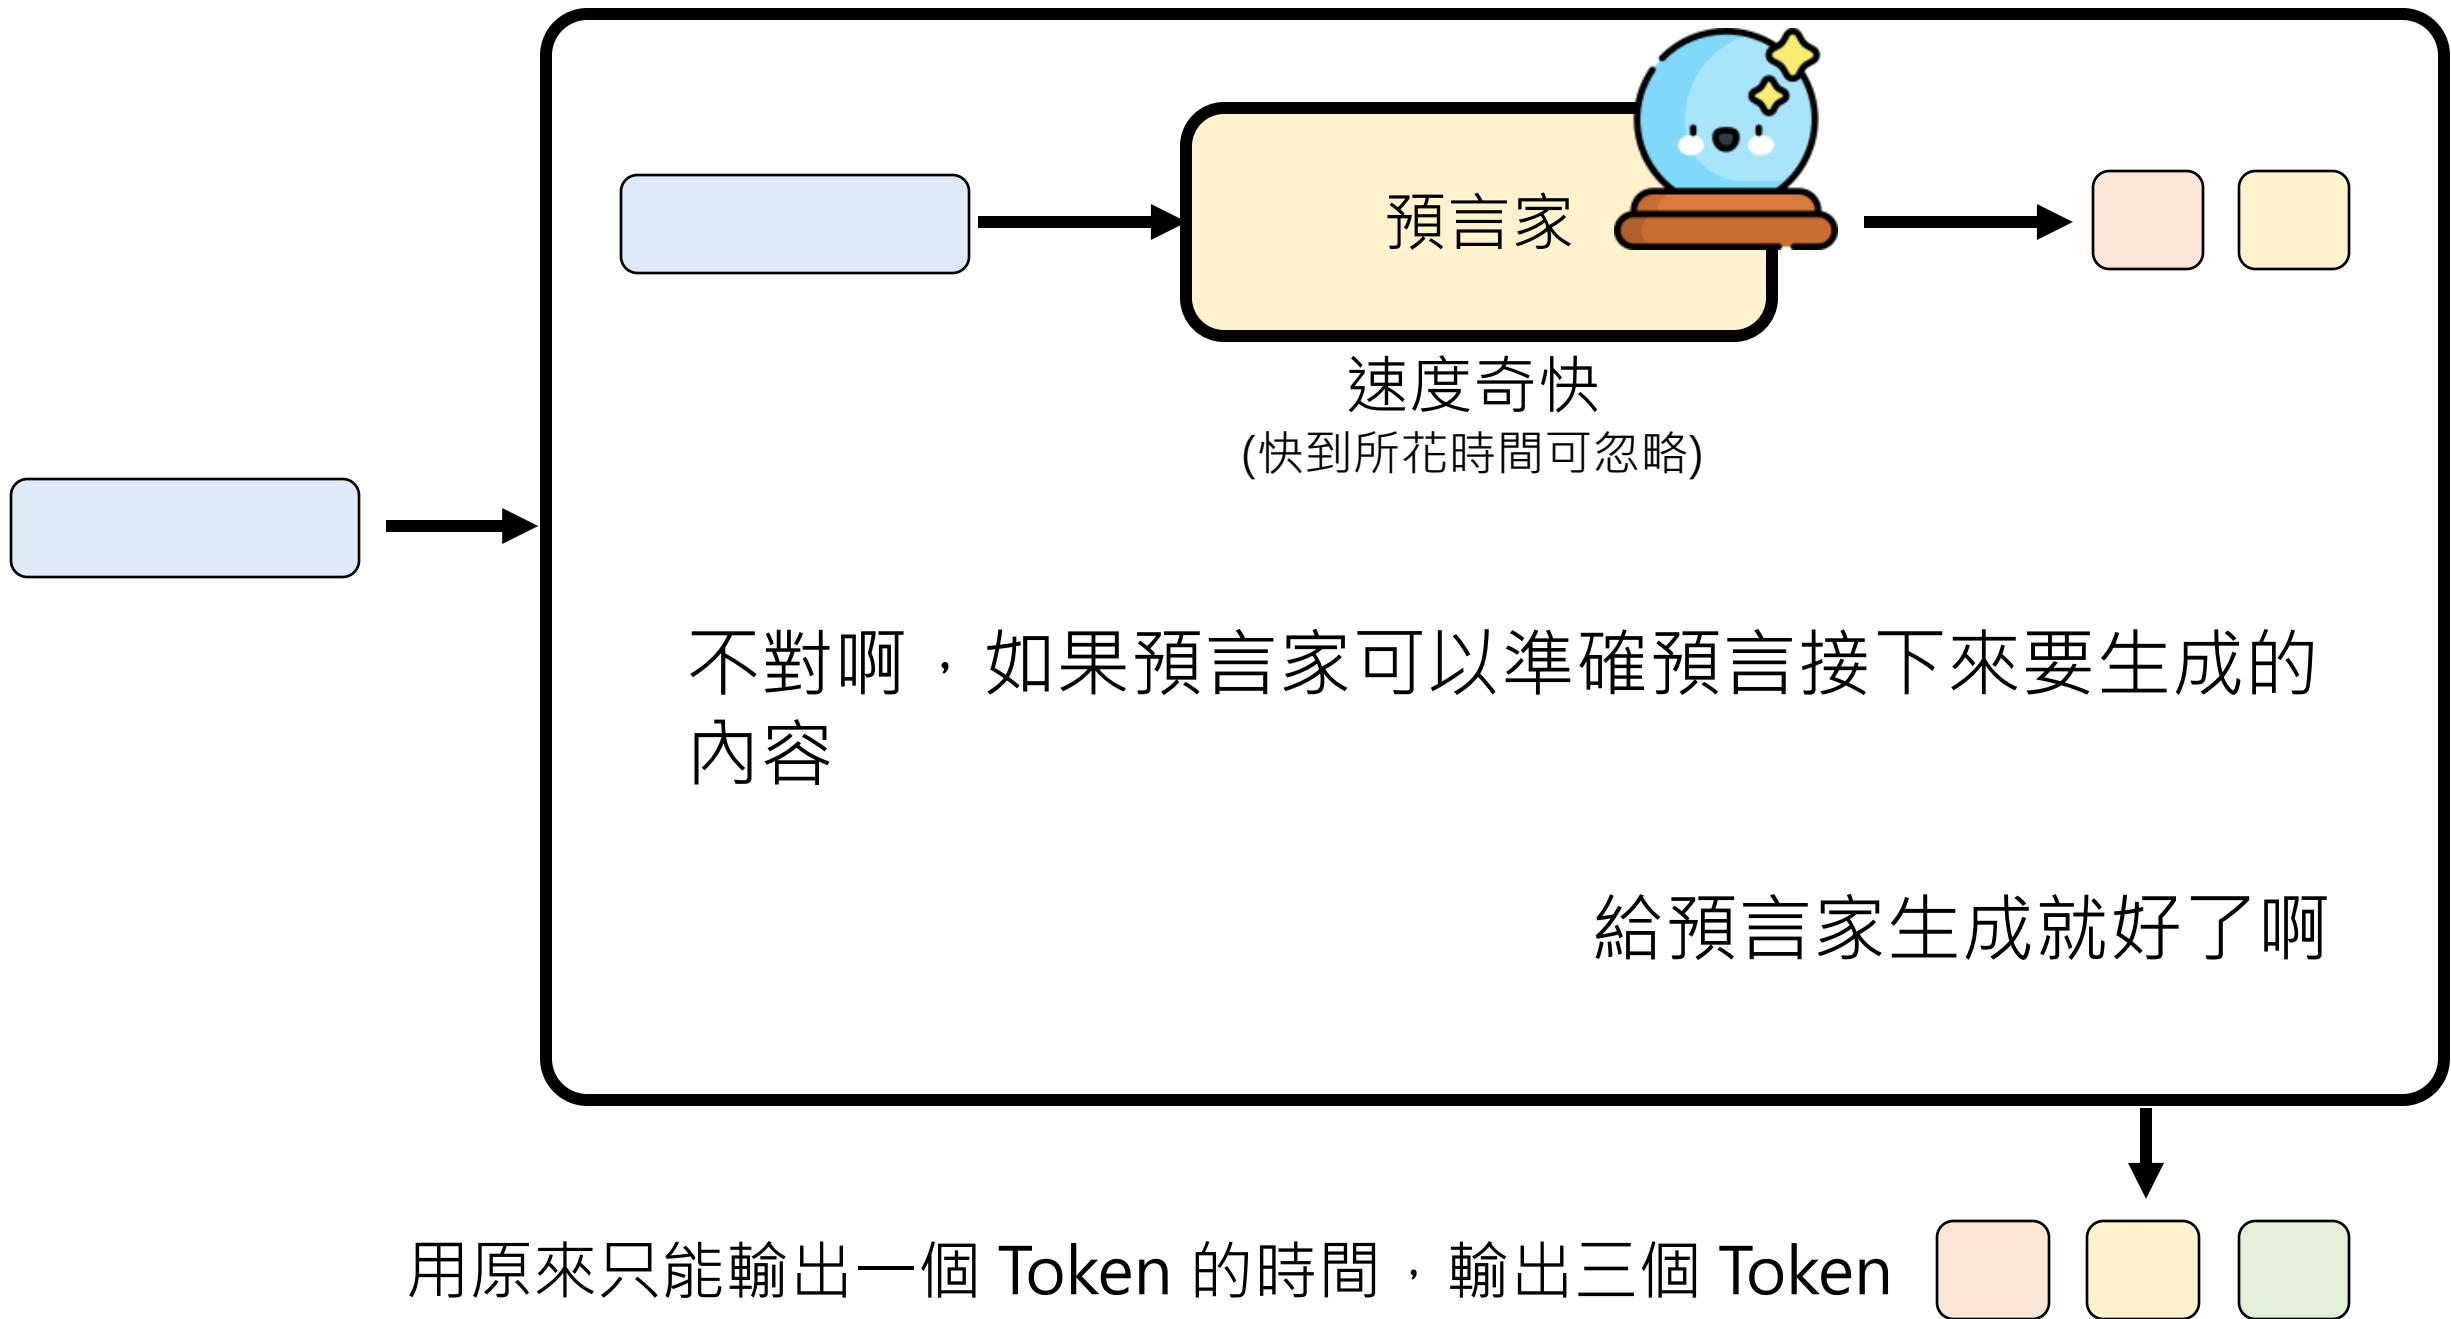 預言家
速度奇快
(快到所花時間可忽略)
不對啊，如果預言家可以準確預言接下來要生成的
內容
給預言家生成就好了啊
用原來只能輸出一個 Token 的時間，輸出三個 Token